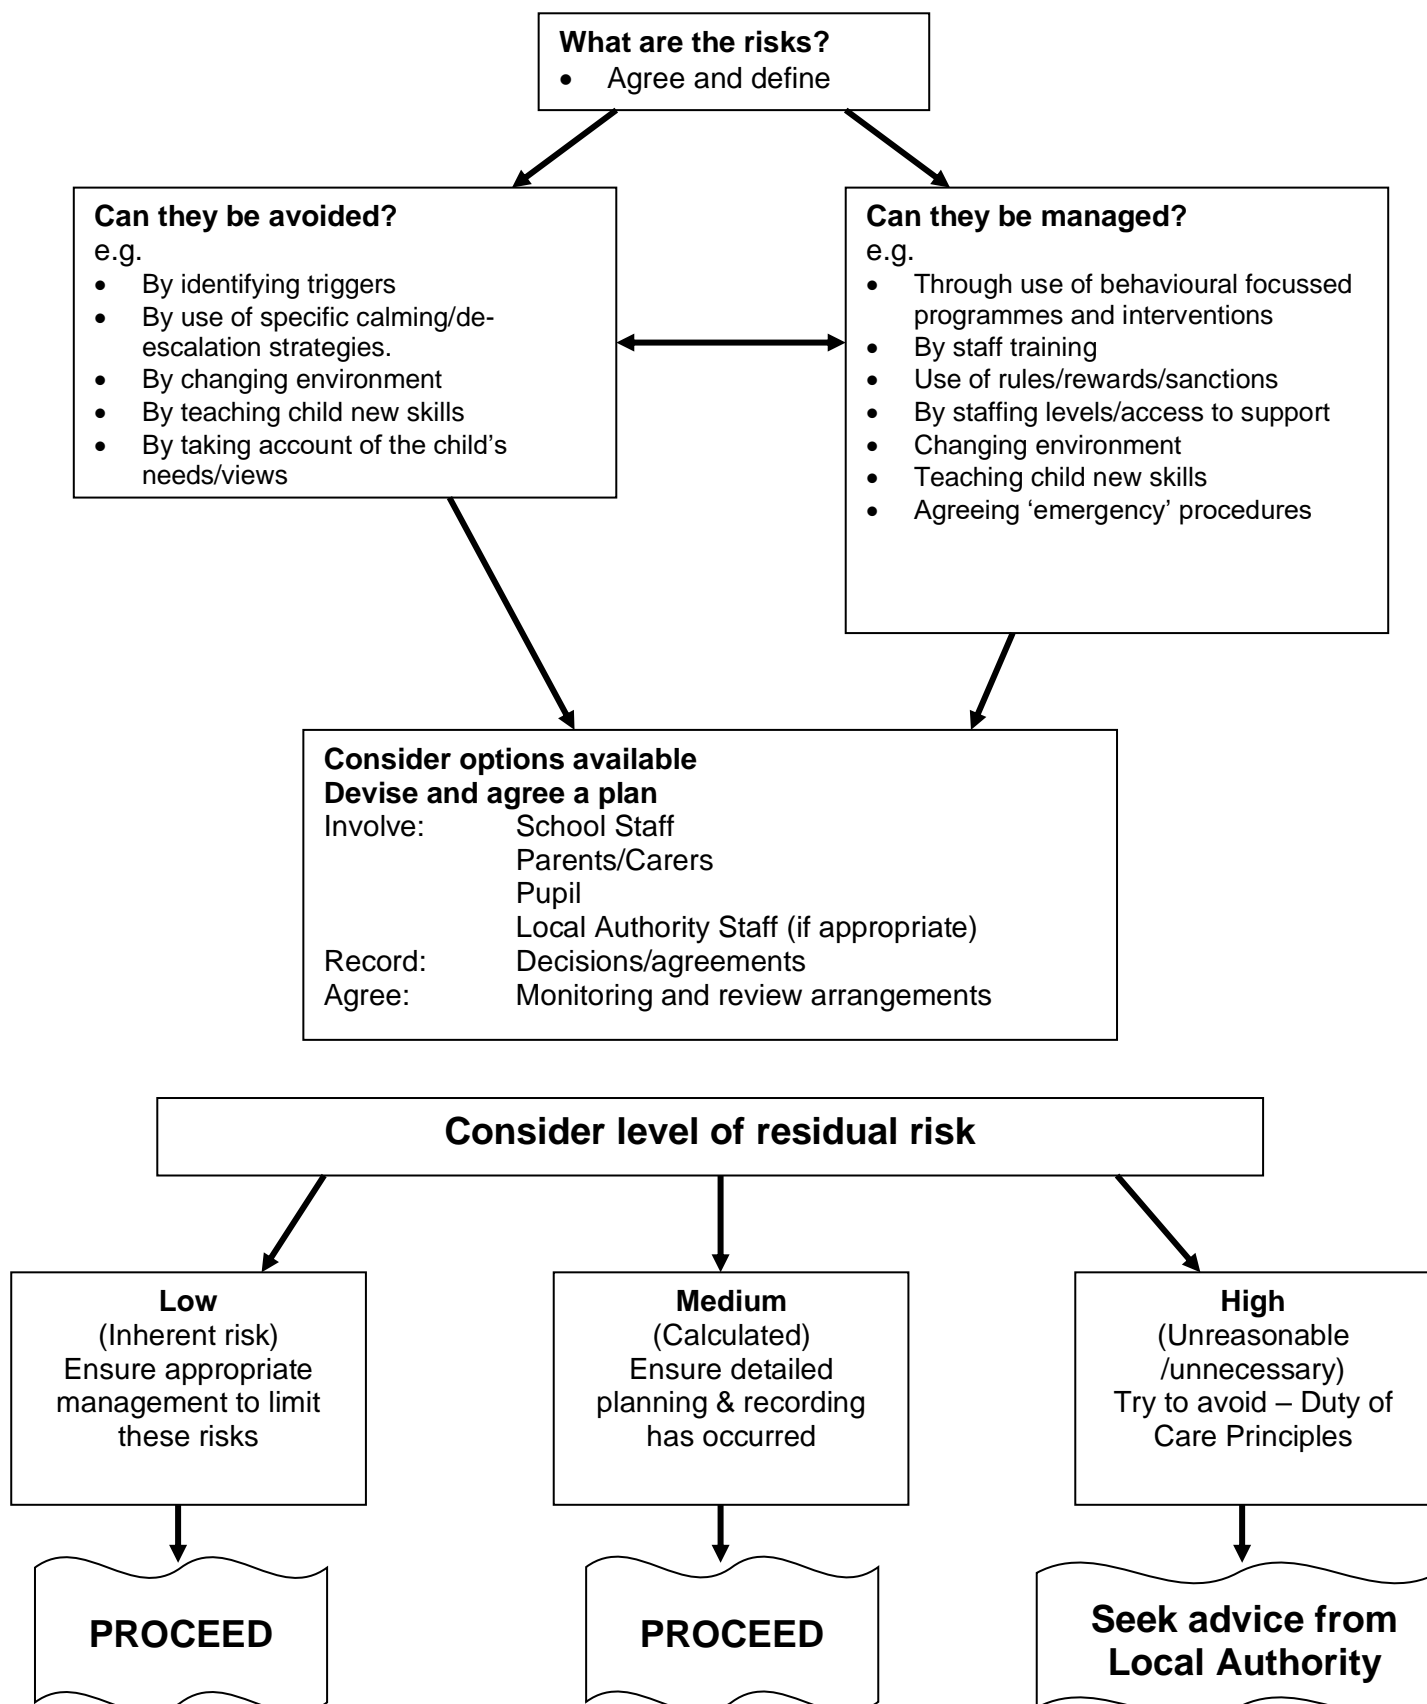 What are the risks?
• Agree and define
Can they be avoided?
e.g.
• By identifying triggers
• By use of specific calming/de-
escalation strategies.
• By changing environment
• By teaching child new skills
• By taking account of the child’s
needs/views
Can they be managed?
e.g.
• Through use of behavioural focussed
programmes and interventions
• By staff training
• Use of rules/rewards/sanctions
• By staffing levels/access to support
• Changing environment
• Teaching child new skills
• Agreeing ‘emergency’ procedures
Consider options available
Devise and agree a plan
Involve: School Staff
Parents/Carers
Pupil
Local Authority Staff (if appropriate)
Record: Decisions/agreements
Agree: Monitoring and review arrangements
Consider level of residual risk
Low
(Inherent risk)
Ensure appropriate
management to limit
these risks
Medium
(Calculated)
Ensure detailed
planning & recording
has occurred
High
(Unreasonable
/unnecessary)
Try to avoid – Duty of
Care Principles
PROCEED
PROCEED
Seek advice from
Local Authority